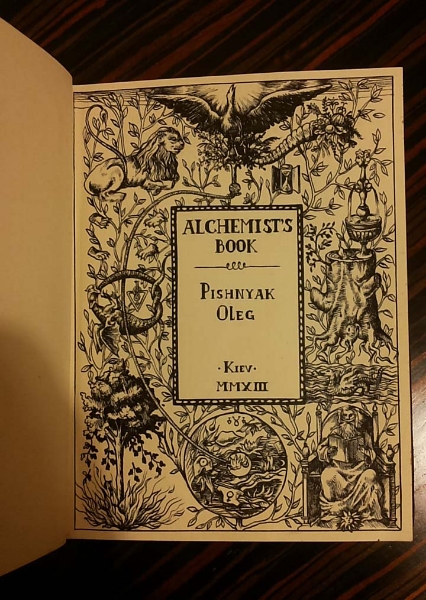 ALCHEMIST'S
BOOK
PISHNYAK
OLEG
· KIEV ·
MMXIII